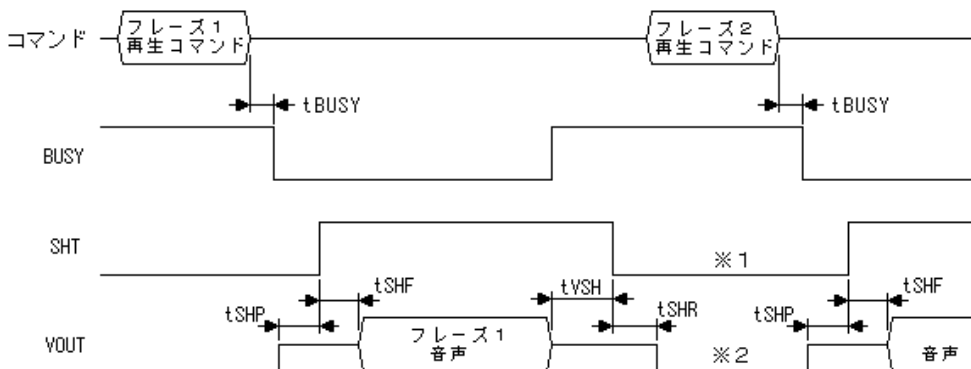 コマンド
フレーズ1
再生コマンド
フレーズ2
再生コマンド
tBUSY
tBUSY
BUSY
SHT
※1
tSHP
tSHF
tVSH
tSHR
tSHP
tSHF
VOUT
フレーズ1
音声
※2
音声